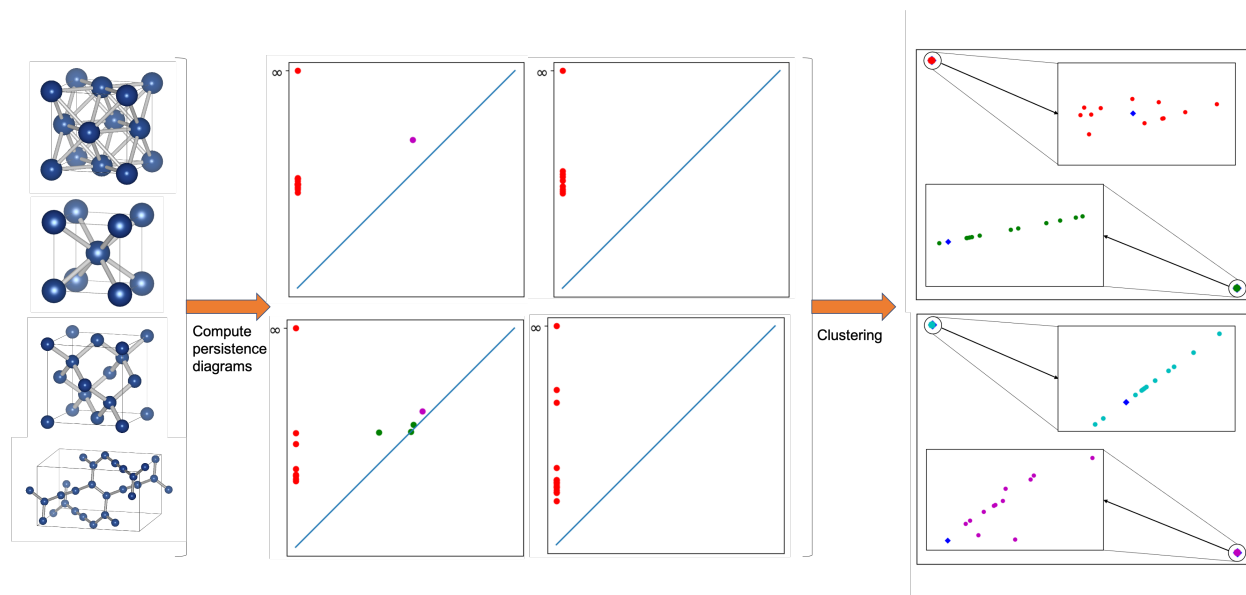 ∞
∞
∞
∞
Compute
persistence
diagrams
Clustering